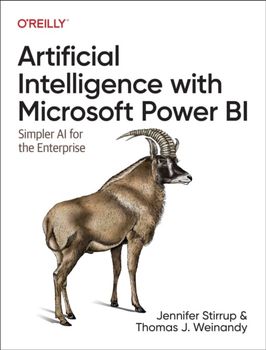 O'REILLY®
Artificial
Intelligence with
Microsoft Power BI
Simpler AI for
the Enterprise
Jennifer Stirrup &
Thomas J. Weinandy